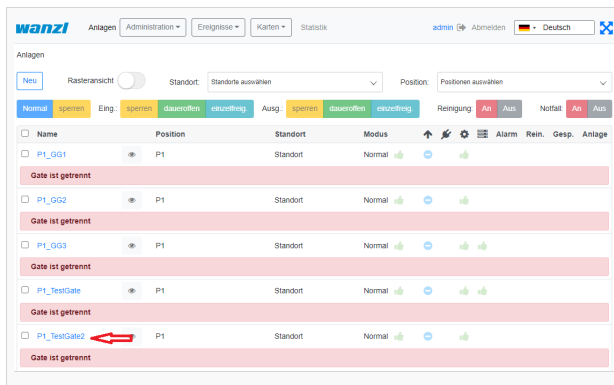 wanzl Anlagen Administration Ereignisse Karten Statistik admin Abmelden Deutsch
Anlagen
Neu Rasteransicht Standort: Standorte auswählen Position: Positionen auswählen
Normal sperren Eing.: sperren daueroffen einzelfreig. Ausg.: sperren daueroffen einzelfreig. Reinigung: An Aus Notfall: An Aus
Name Position Standort Modus Alarm Rein. Gesp. Anlage
P1_GG1 P1 Standort Normal
Gate ist getrennt
P1_GG2 P1 Standort Normal
Gate ist getrennt
P1_GG3 P1 Standort Normal
Gate ist getrennt
P1_TestGate P1 Standort Normal
Gate ist getrennt
P1_TestGate2 P1 Standort Normal
Gate ist getrennt